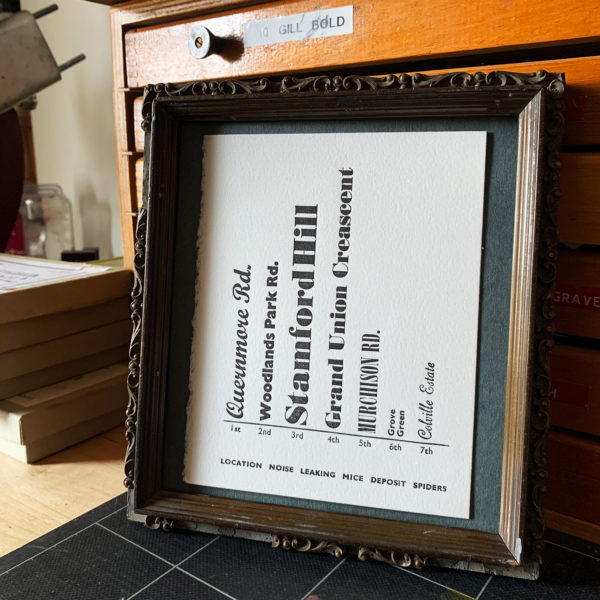 GILL BOLD
Quernmore Rd.
Woodlands Park Rd.
Stamford Hill
Grand Union Creascent
MURCHISON RD.
Grove
Green
Colville Estate
1st 2nd 3rd 4th 5th 6th 7th
LOCATION NOISE LEAKING MICE DEPOSIT SPIDERS